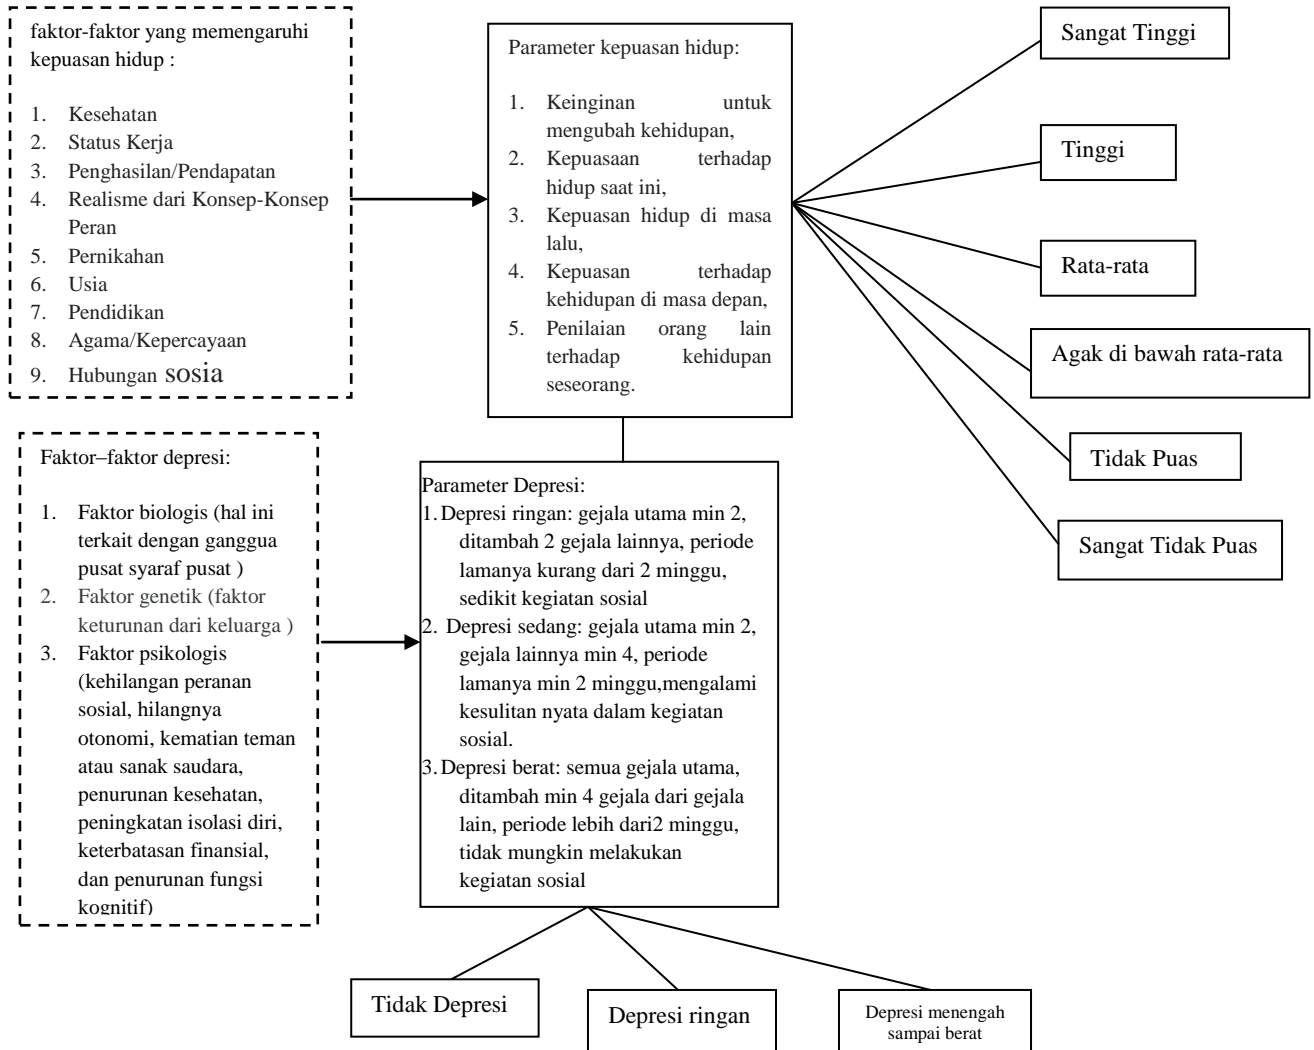 faktor-faktor yang memengaruhi
kepuasan hidup :
1. Kesehatan
2. Status Kerja
3. Penghasilan/Pendapatan
4. Realisme dari Konsep-Konsep
Peran
5. Pernikahan
6. Usia
7. Pendidikan
8. Agama/Kepercayaan
9. Hubungan sosia
Parameter kepuasan hidup:
1. Keinginan untuk
mengubah kehidupan,
2. Kepuasaan terhadap
hidup saat ini,
3. Kepuasan hidup di masa
lalu,
4. Kepuasan terhadap
kehidupan di masa depan,
5. Penilaian orang lain
terhadap kehidupan
seseorang.
Sangat Tinggi
Tinggi
Rata-rata
Agak di bawah rata-rata
Tidak Puas
Sangat Tidak Puas
Faktor–faktor depresi:
1. Faktor biologis (hal ini
terkait dengan ganggua
pusat syaraf pusat )
2. Faktor genetik (faktor
keturunan dari keluarga )
3. Faktor psikologis
(kehilangan peranan
sosial, hilangnya
otonomi, kematian teman
atau sanak saudara,
penurunan kesehatan,
peningkatan isolasi diri,
keterbatasan finansial,
dan penurunan fungsi
kognitif)
Parameter Depresi:
1. Depresi ringan: gejala utama min 2,
ditambah 2 gejala lainnya, periode
lamanya kurang dari 2 minggu,
sedikit kegiatan sosial
2. Depresi sedang: gejala utama min 2,
gejala lainnya min 4, periode
lamanya min 2 minggu,mengalami
kesulitan nyata dalam kegiatan
sosial.
3. Depresi berat: semua gejala utama,
ditambah min 4 gejala dari gejala
lain, periode lebih dari2 minggu,
tidak mungkin melakukan
kegiatan sosial
Tidak Depresi
Depresi ringan
Depresi menengah
sampai berat